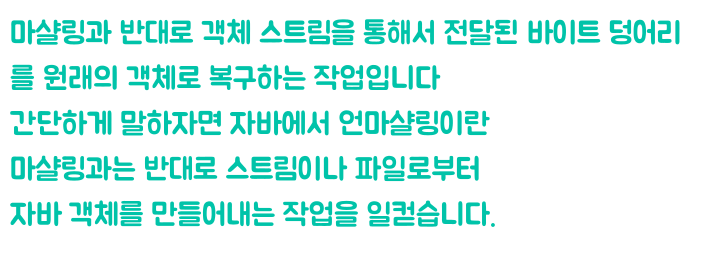 마샬링과 반대로 객체 스트림을 통해서 전달된 바이트 덩어리
를 원래의 객체로 복구하는 작업입니다
간단하게 말하자면 자바에서 언마샬링이란
마샬링과는 반대로 스트림이나 파일로부터
자바 객체를 만들어내는 작업을 일컫습니다.